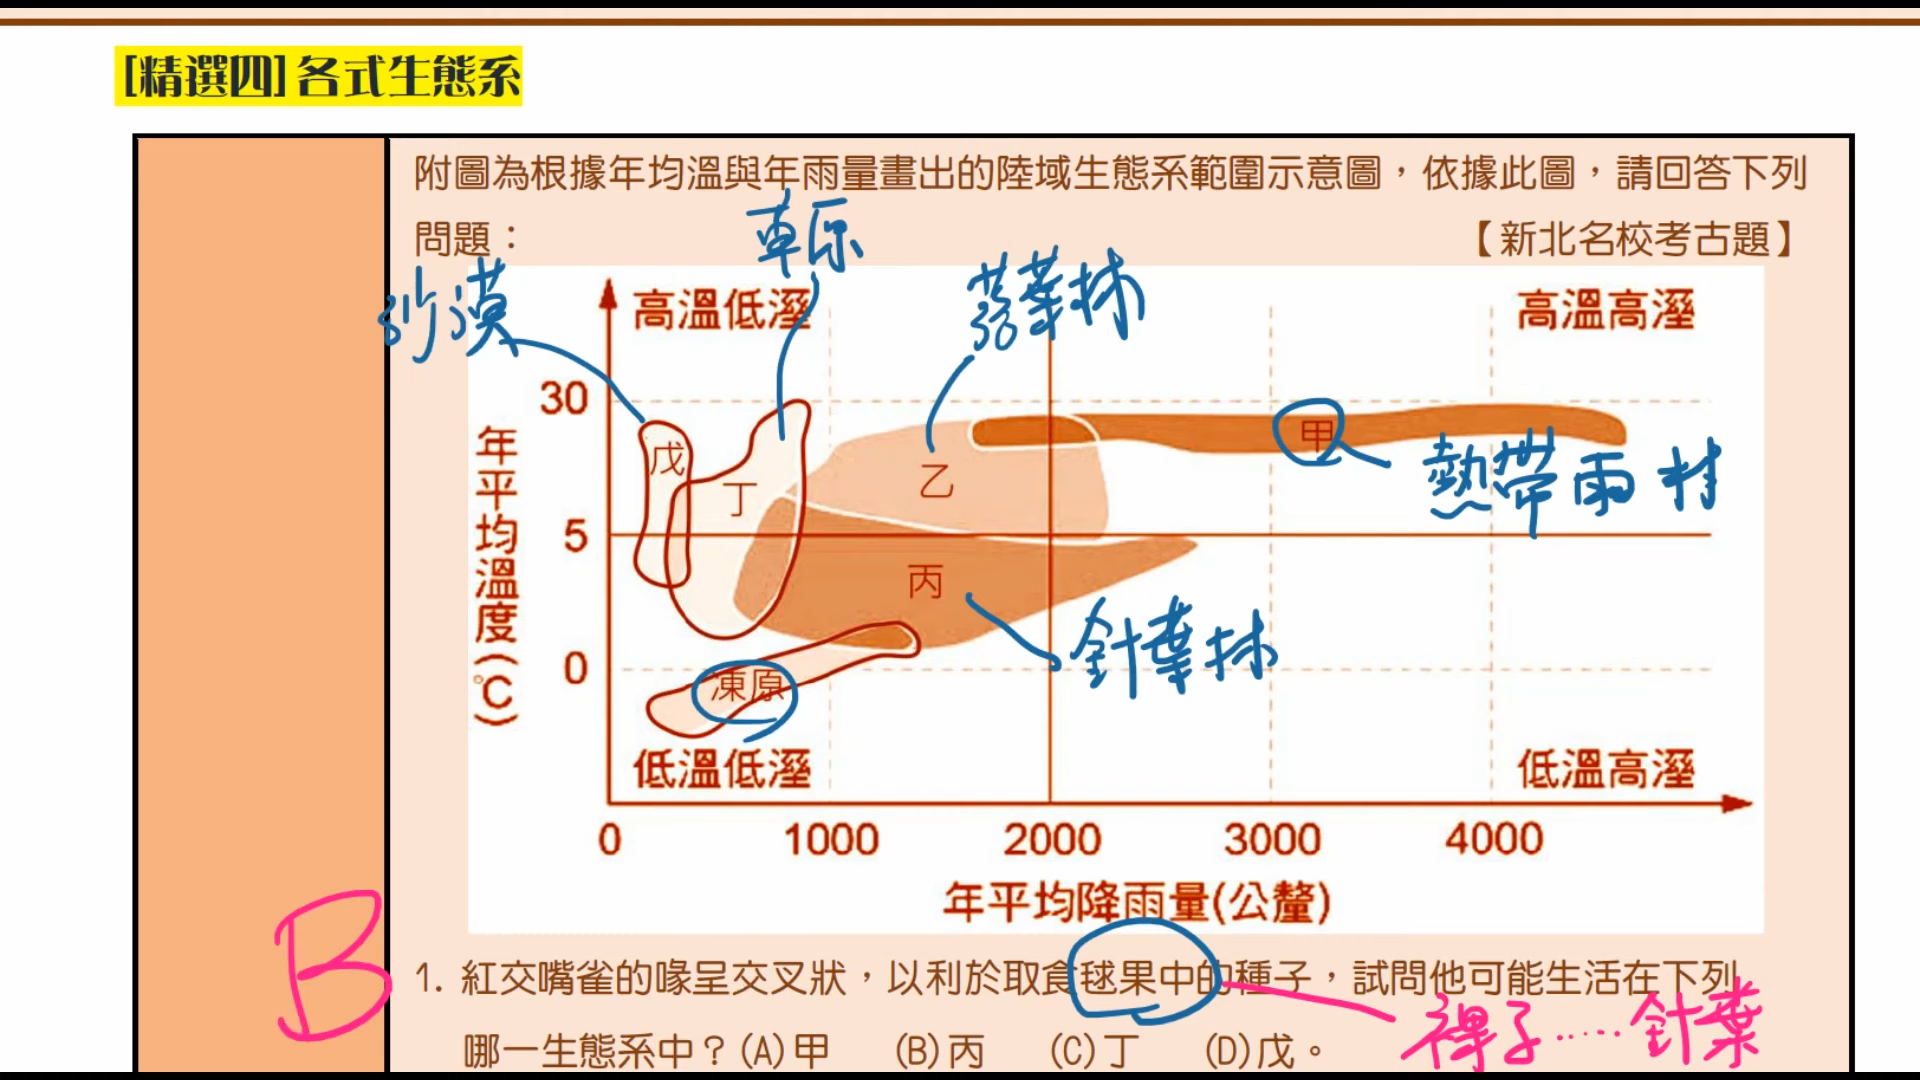 [精選四] 各式生態系
附圖為根據年均溫與年雨量畫出的陸域生態系範圍示意圖，依據此圖，請回答下列
問題：
【新北名校考古題】
草原
沙漠
落葉林
高溫低溼
高溫高溼
30
戊
甲
熱帶雨林
丁
乙
5
年平均溫度(℃)
丙
針葉林
0
凍原
低溫低溼
低溫高溼
0 1000 2000 3000 4000
年平均降雨量(公釐)
B
1. 紅交嘴雀的喙呈交叉狀，以利於取食毬果中的種子，試問他可能生活在下列
哪一生態系中？(A)甲 (B)丙 (C)丁 (D)戊。
裸子……針葉